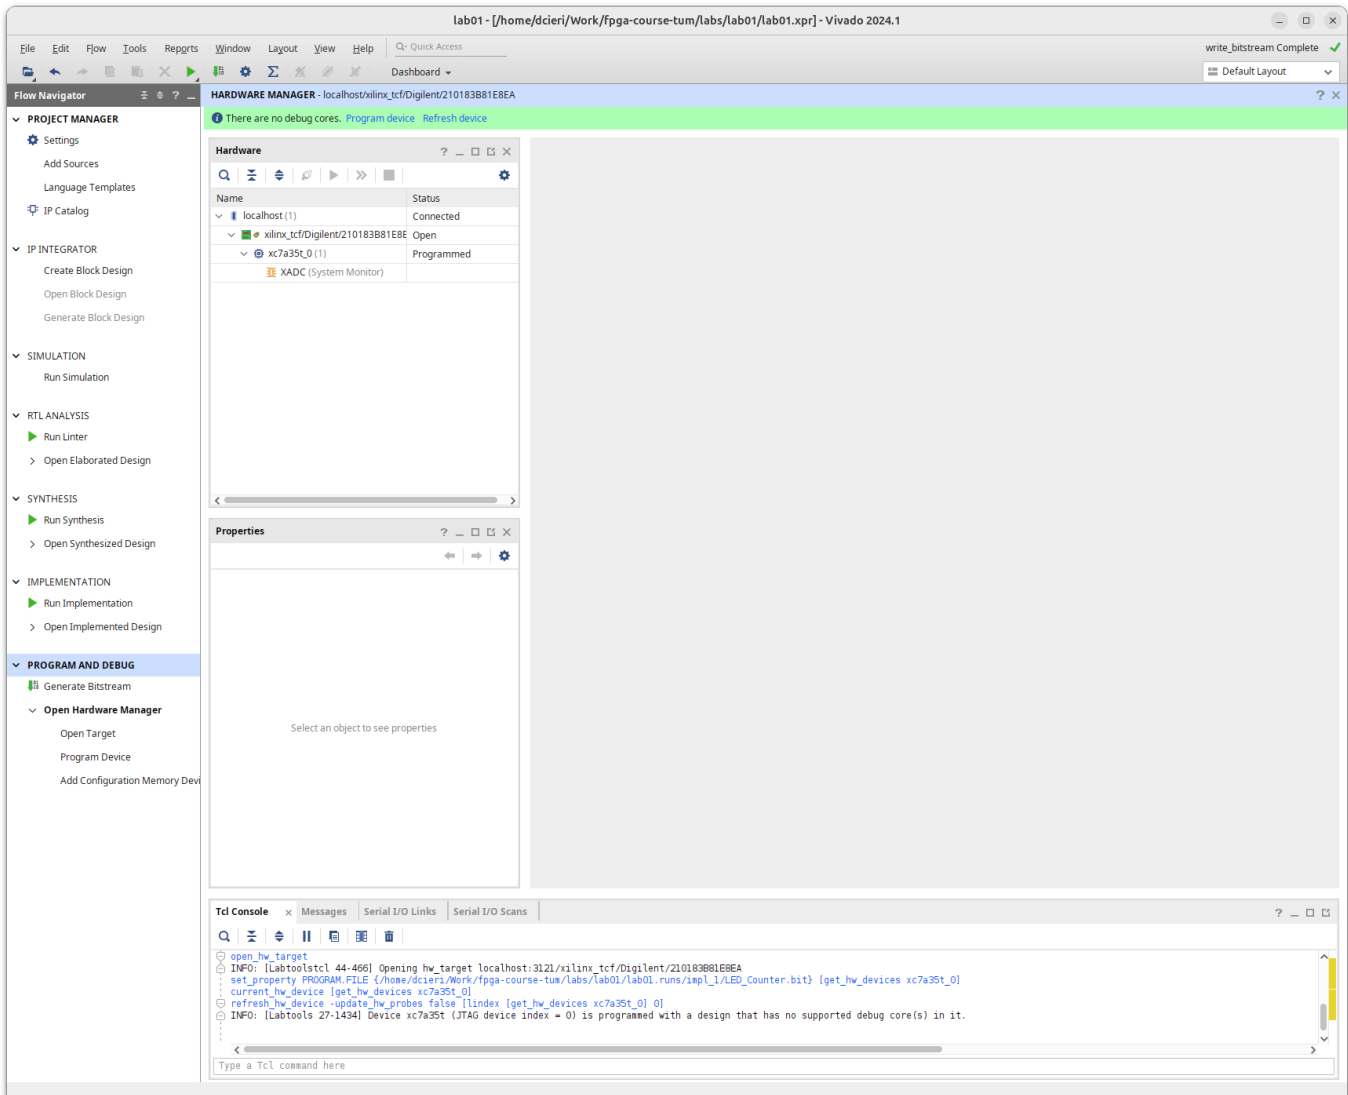 lab01 - [/home/dcieri/Work/fpga-course-tum/labs/lab01/lab01.xpr] - Vivado 2024.1
File Edit Flow Tools Reports Window Layout View Help Quick Access write_bitstream Complete
Dashboard Default Layout
Flow Navigator
HARDWARE MANAGER - localhost/xilinx_tcf/Digilent/210183B81E8EA
There are no debug cores. Program device Refresh device
PROJECT MANAGER
Settings
Add Sources
Language Templates
IP Catalog
IP INTEGRATOR
Create Block Design
Open Block Design
Generate Block Design
SIMULATION
Run Simulation
RTL ANALYSIS
Run Linter
Open Elaborated Design
SYNTHESIS
Run Synthesis
Open Synthesized Design
IMPLEMENTATION
Run Implementation
Open Implemented Design
PROGRAM AND DEBUG
Generate Bitstream
Open Hardware Manager
Open Target
Program Device
Add Configuration Memory Devi
Hardware
Name Status
localhost (1) Connected
xilinx_tcf/Digilent/210183B81E8E Open
xc7a35t_0 (1) Programmed
XADC (System Monitor)
Properties
Select an object to see properties
Tcl Console Messages Serial I/O Links Serial I/O Scans
open_hw_target
INFO: [Labtoolstcl 44-466] Opening hw_target localhost:3121/xilinx_tcf/Digilent/210183B81E8EA
set_property PROGRAM.FILE {/home/dcieri/Work/fpga-course-tum/labs/lab01/lab01.runs/impl_1/LED_Counter.bit} [get_hw_devices xc7a35t_0]
current_hw_device [get_hw_devices xc7a35t_0]
refresh_hw_device -update_hw_probes false [lindex [get_hw_devices xc7a35t_0] 0]
INFO: [Labtools 27-1434] Device xc7a35t (JTAG device index = 0) is programmed with a design that has no supported debug core(s) in it.
Type a Tcl command here